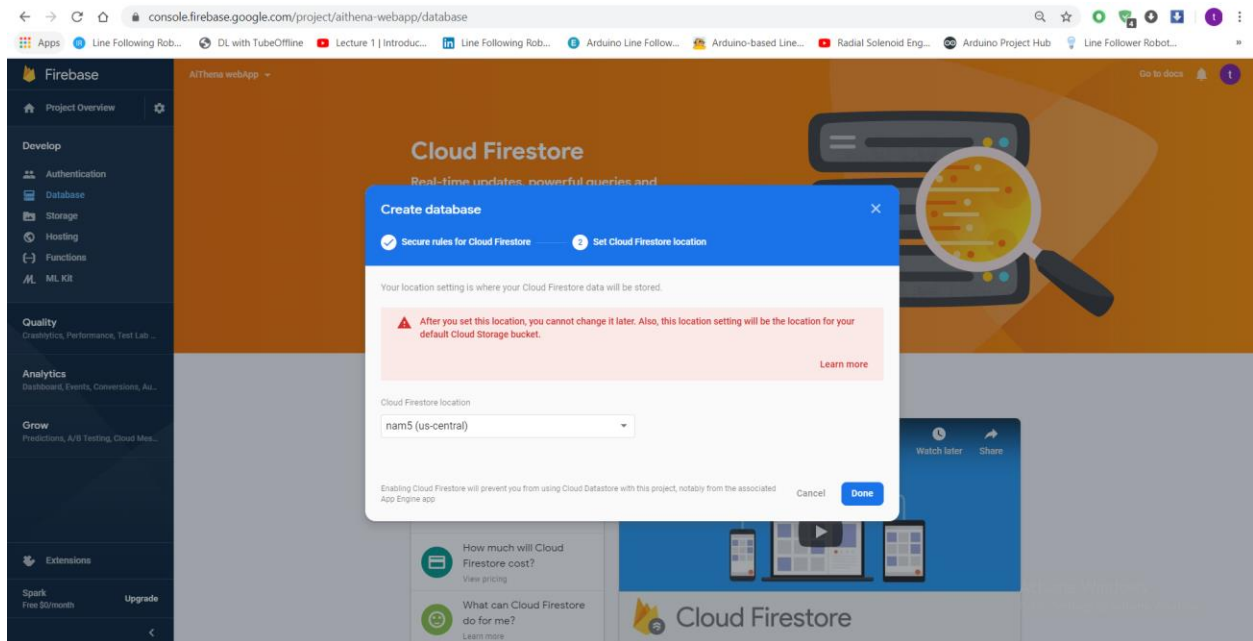 console.firebase.google.com/project/aithena-webapp/database
t
Apps
Line Following Rob...
DL with TubeOffline
Lecture 1 | Introduc...
Line Following Rob...
Arduino Line Follow...
Arduino-based Line...
Radial Solenoid Eng...
Arduino Project Hub
Line Follower Robot...
Firebase
AiThena webApp
Go to docs
t
Project Overview
Develop
Authentication
Database
Storage
Hosting
Functions
ML Kit
Quality
Crashlytics, Performance, Test Lab ...
Analytics
Dashboard, Events, Conversions, Au...
Grow
Predictions, A/B Testing, Cloud Mes...
Extensions
Spark
Free $0/month
Upgrade
Cloud Firestore
Real-time updates, powerful queries and
Create database
Secure rules for Cloud Firestore
2 Set Cloud Firestore location
Your location setting is where your Cloud Firestore data will be stored.
After you set this location, you cannot change it later. Also, this location setting will be the location for your
default Cloud Storage bucket.
Learn more
Cloud Firestore location
nam5 (us-central)
Enabling Cloud Firestore will prevent you from using Cloud Datastore with this project, notably from the associated
App Engine app
Cancel
Done
Watch later
Share
How much will Cloud
Firestore cost?
View pricing
What can Cloud Firestore
do for me?
Learn more
Cloud Firestore